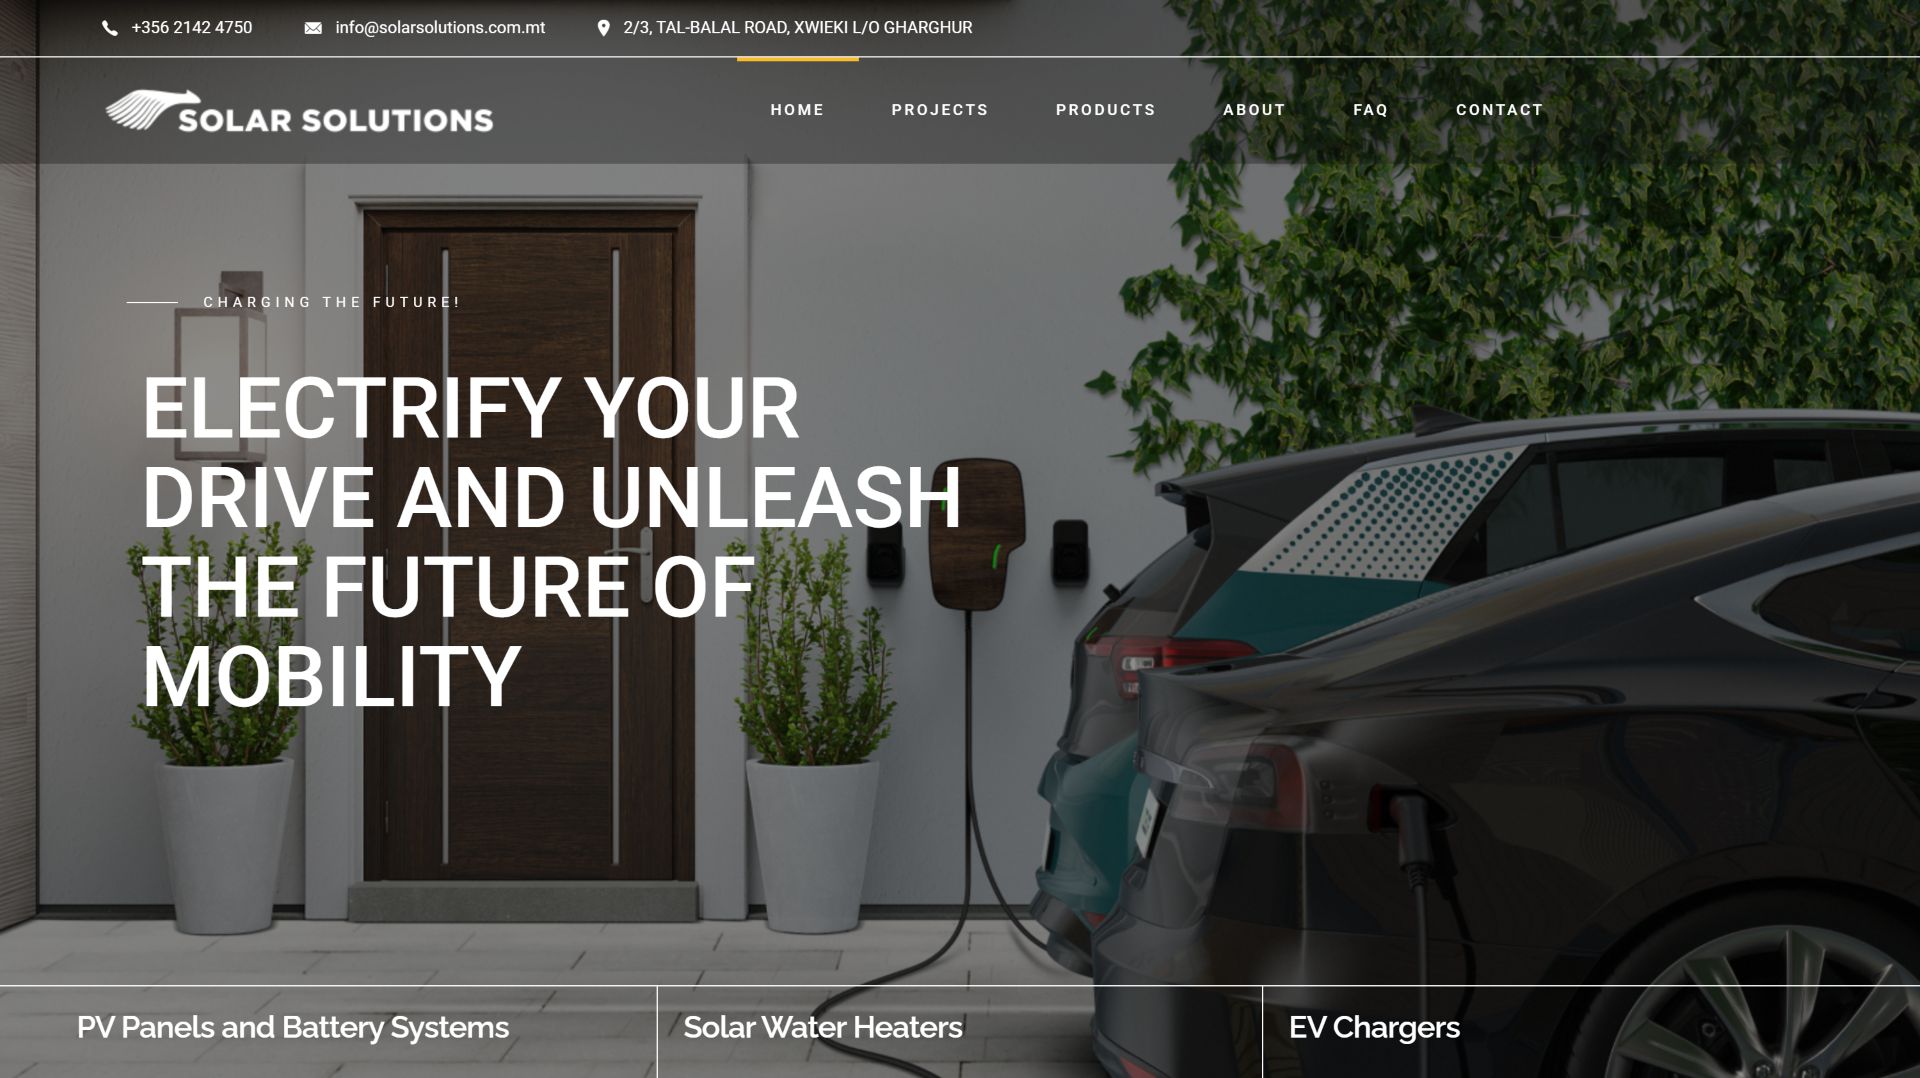 +356 2142 4750
info@solarsolutions.com.mt
2/3, TAL-BALAL ROAD, XWIEKI L/O GHARGHUR
SOLAR SOLUTIONS
HOME
PROJECTS
PRODUCTS
ABOUT
FAQ
CONTACT
CHARGING THE FUTURE!
ELECTRIFY YOUR
DRIVE AND UNLEASH
THE FUTURE OF
MOBILITY
PV Panels and Battery Systems
Solar Water Heaters
EV Chargers